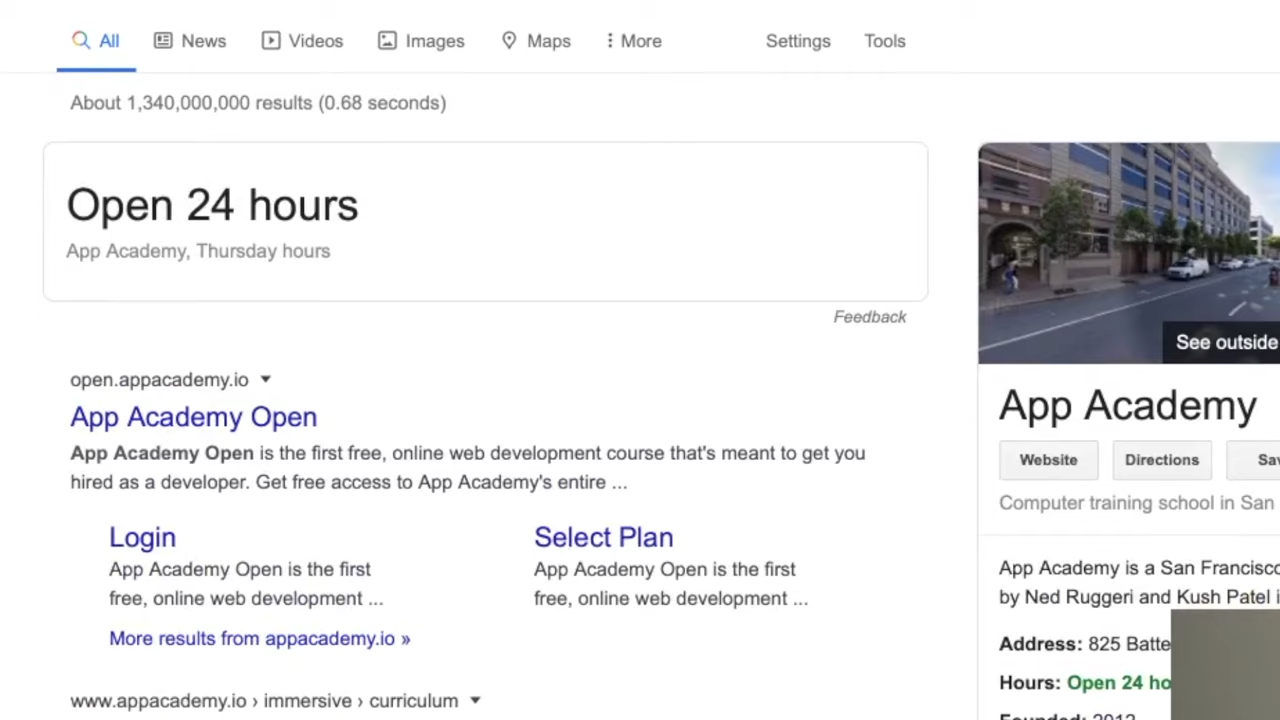 All News Videos Images Maps More Settings Tools
About 1,340,000,000 results (0.68 seconds)
Open 24 hours
App Academy, Thursday hours
Feedback
open.appacademy.io
App Academy Open
App Academy Open is the first free, online web development course that's meant to get you
hired as a developer. Get free access to App Academy's entire ...
Login
App Academy Open is the first
free, online web development ...
Select Plan
App Academy Open is the first
free, online web development ...
More results from appacademy.io »
www.appacademy.io › immersive › curriculum
See outside
App Academy
Website Directions
Computer training school in San
App Academy is a San Francisco
by Ned Ruggeri and Kush Patel
Address: 825
Hours: Open 24
Founded: 2012